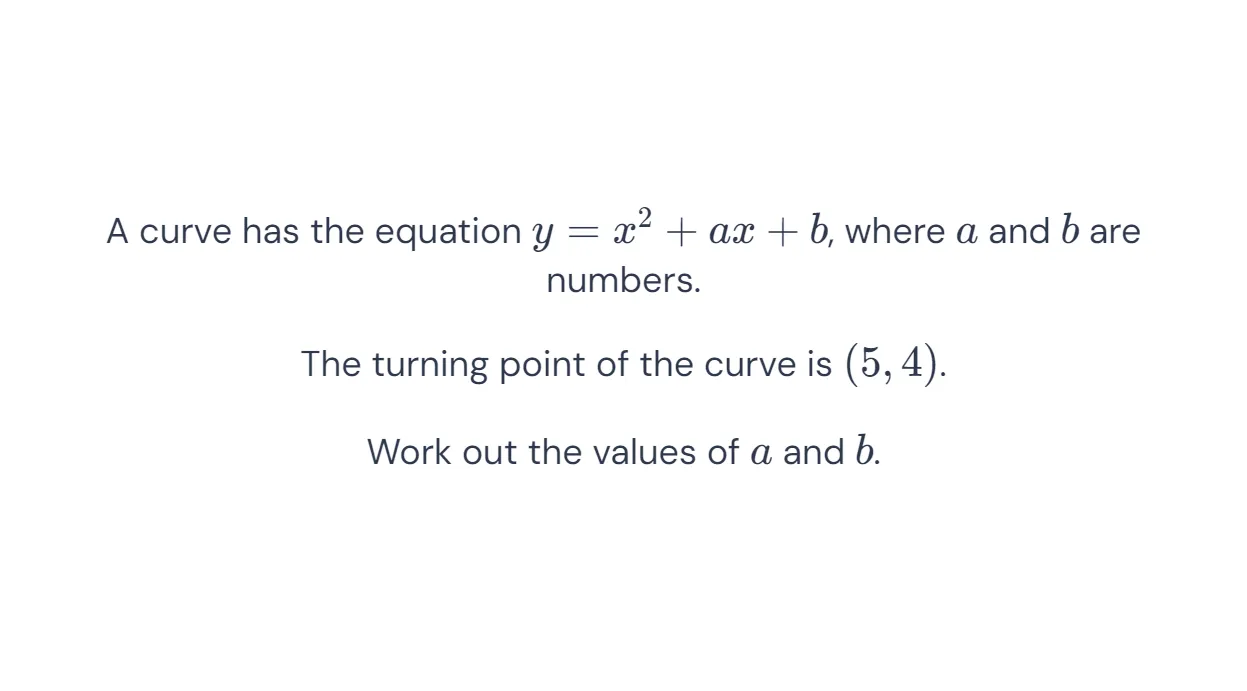 A curve has the equation y = x² + ax + b, where a and b are
numbers.
The turning point of the curve is (5, 4).
Work out the values of a and b.